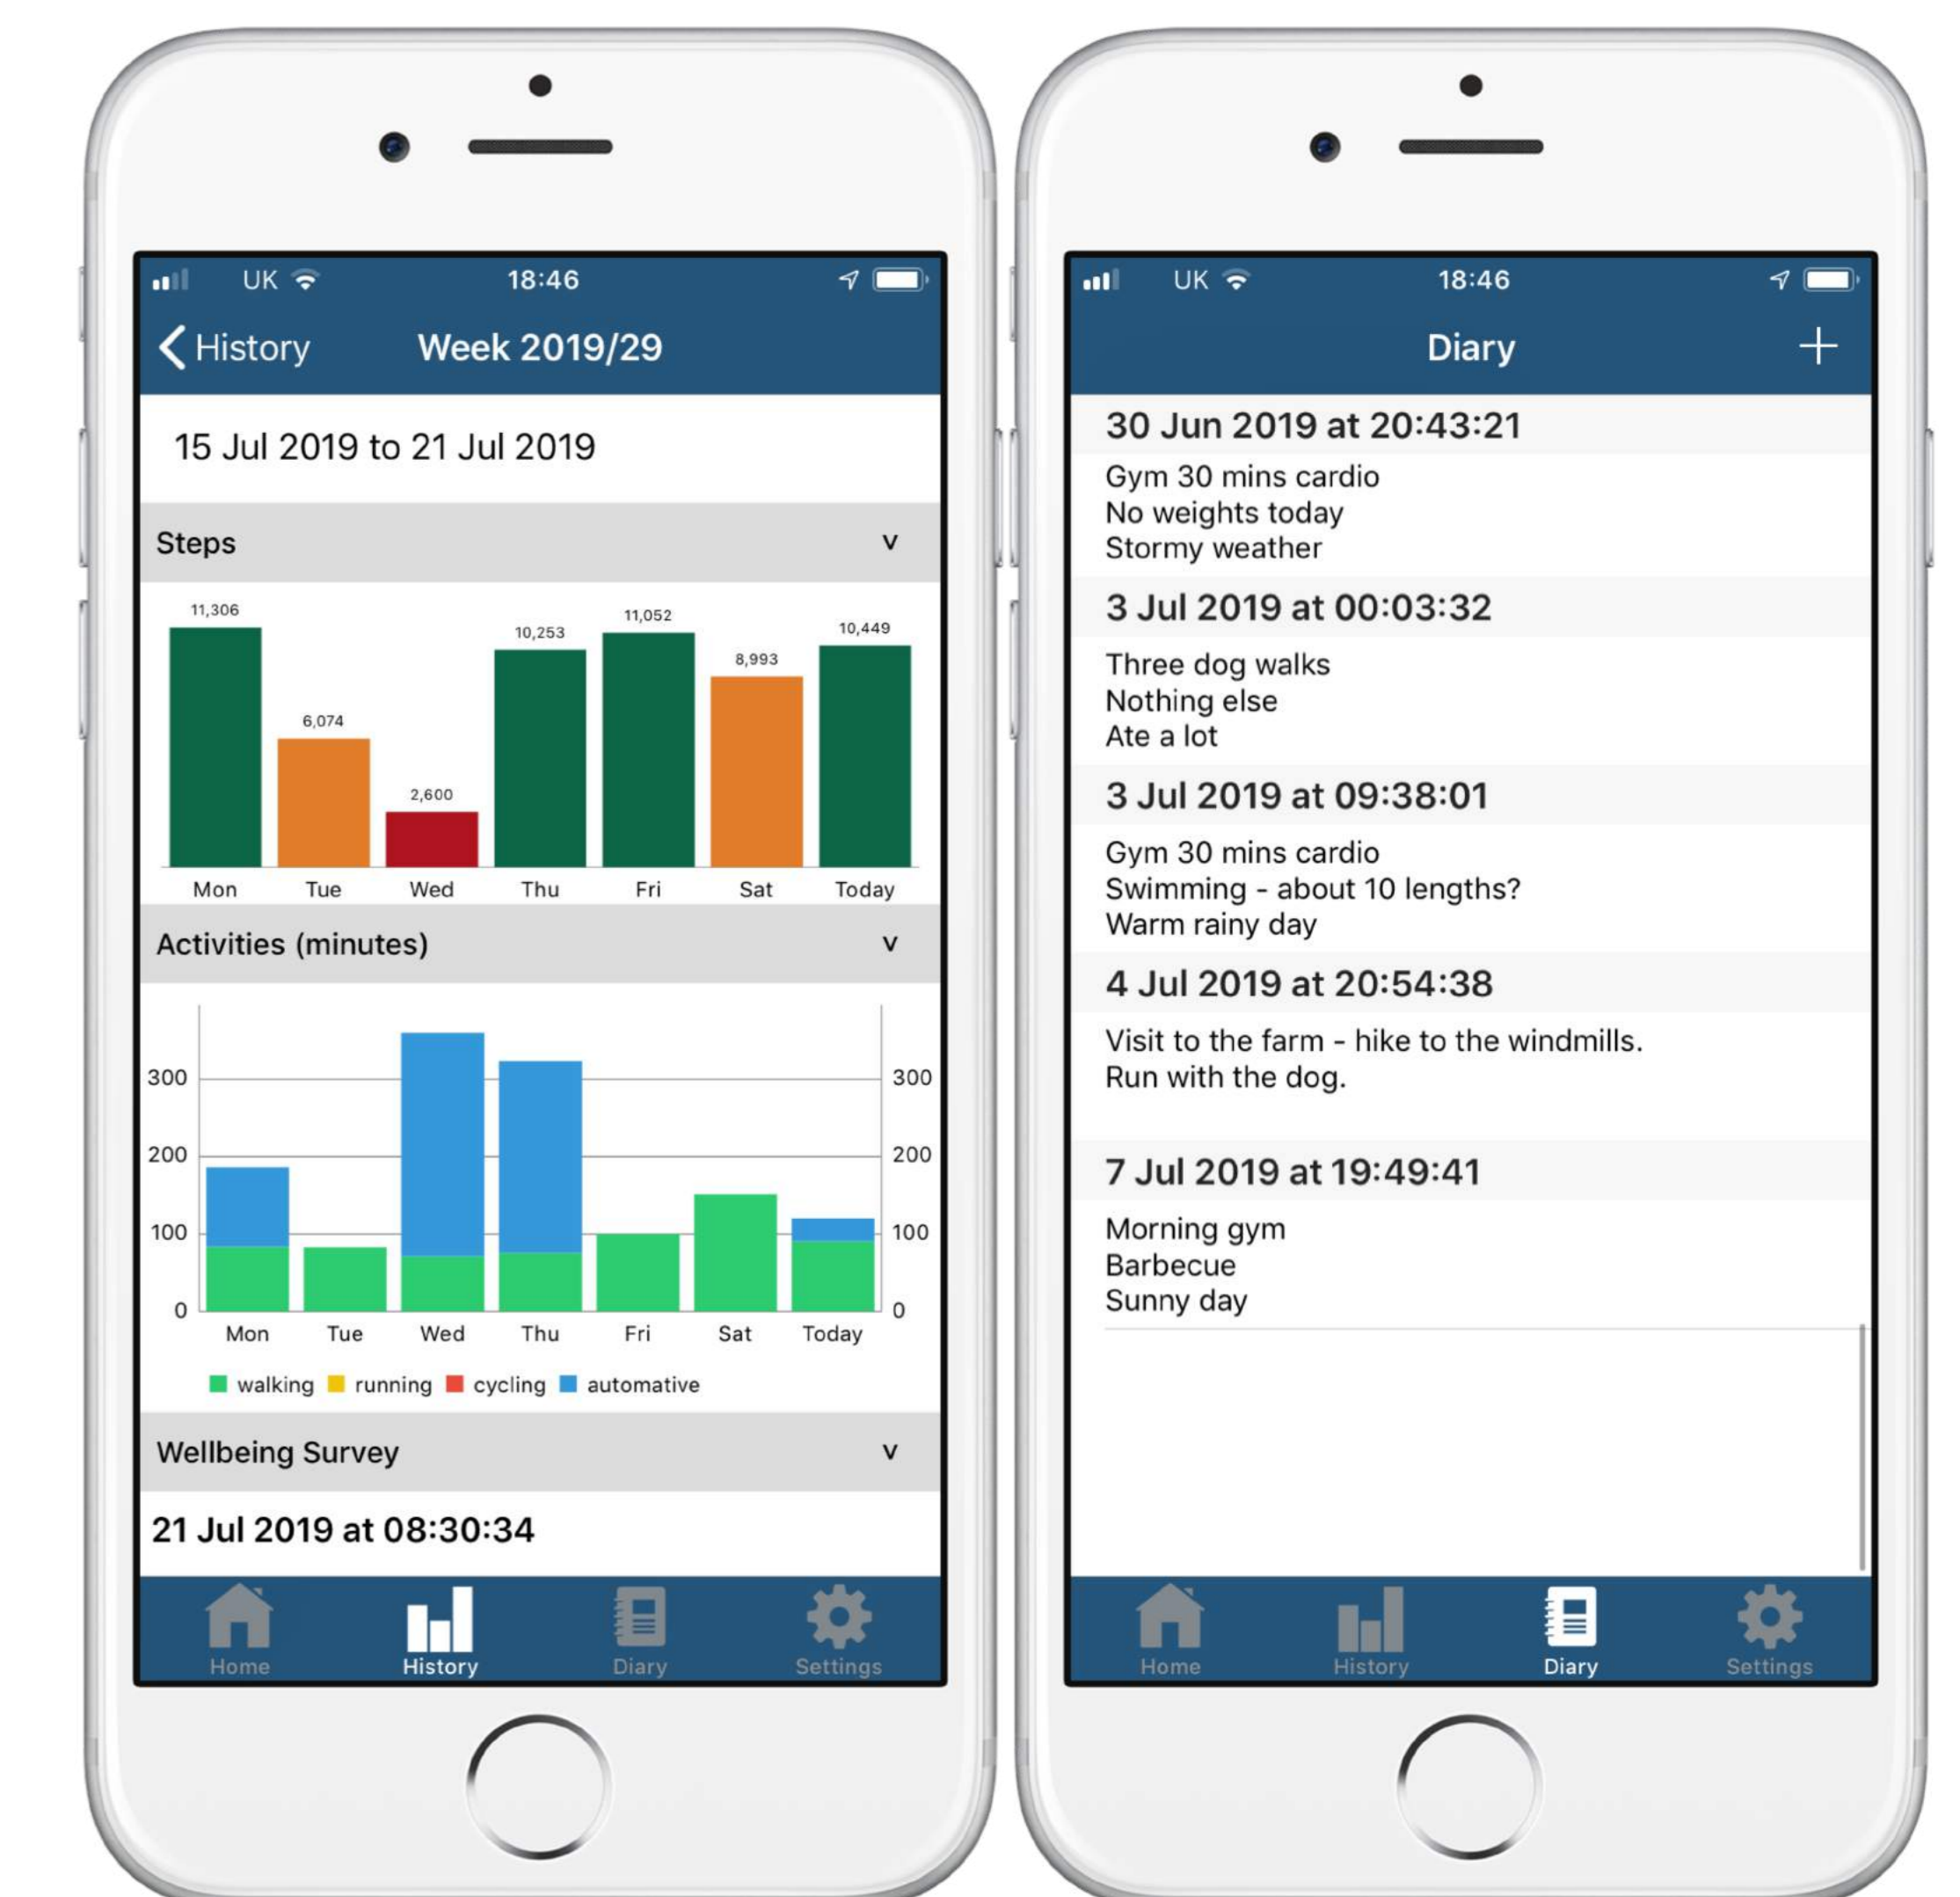 UK 18:46
History Week 2019/29
15 Jul 2019 to 21 Jul 2019
Steps v
11,306
6,074
2,600
10,253
11,052
8,993
10,449
Mon Tue Wed Thu Fri Sat Today
Activities (minutes) v
300 300
200 200
100 100
0 0
Mon Tue Wed Thu Fri Sat Today
walking running cycling automative
Wellbeing Survey v
21 Jul 2019 at 08:30:34
Home History Diary Settings
UK 18:46
Diary +
30 Jun 2019 at 20:43:21
Gym 30 mins cardio
No weights today
Stormy weather
3 Jul 2019 at 00:03:32
Three dog walks
Nothing else
Ate a lot
3 Jul 2019 at 09:38:01
Gym 30 mins cardio
Swimming - about 10 lengths?
Warm rainy day
4 Jul 2019 at 20:54:38
Visit to the farm - hike to the windmills.
Run with the dog.
7 Jul 2019 at 19:49:41
Morning gym
Barbecue
Sunny day
Home History Diary Settings